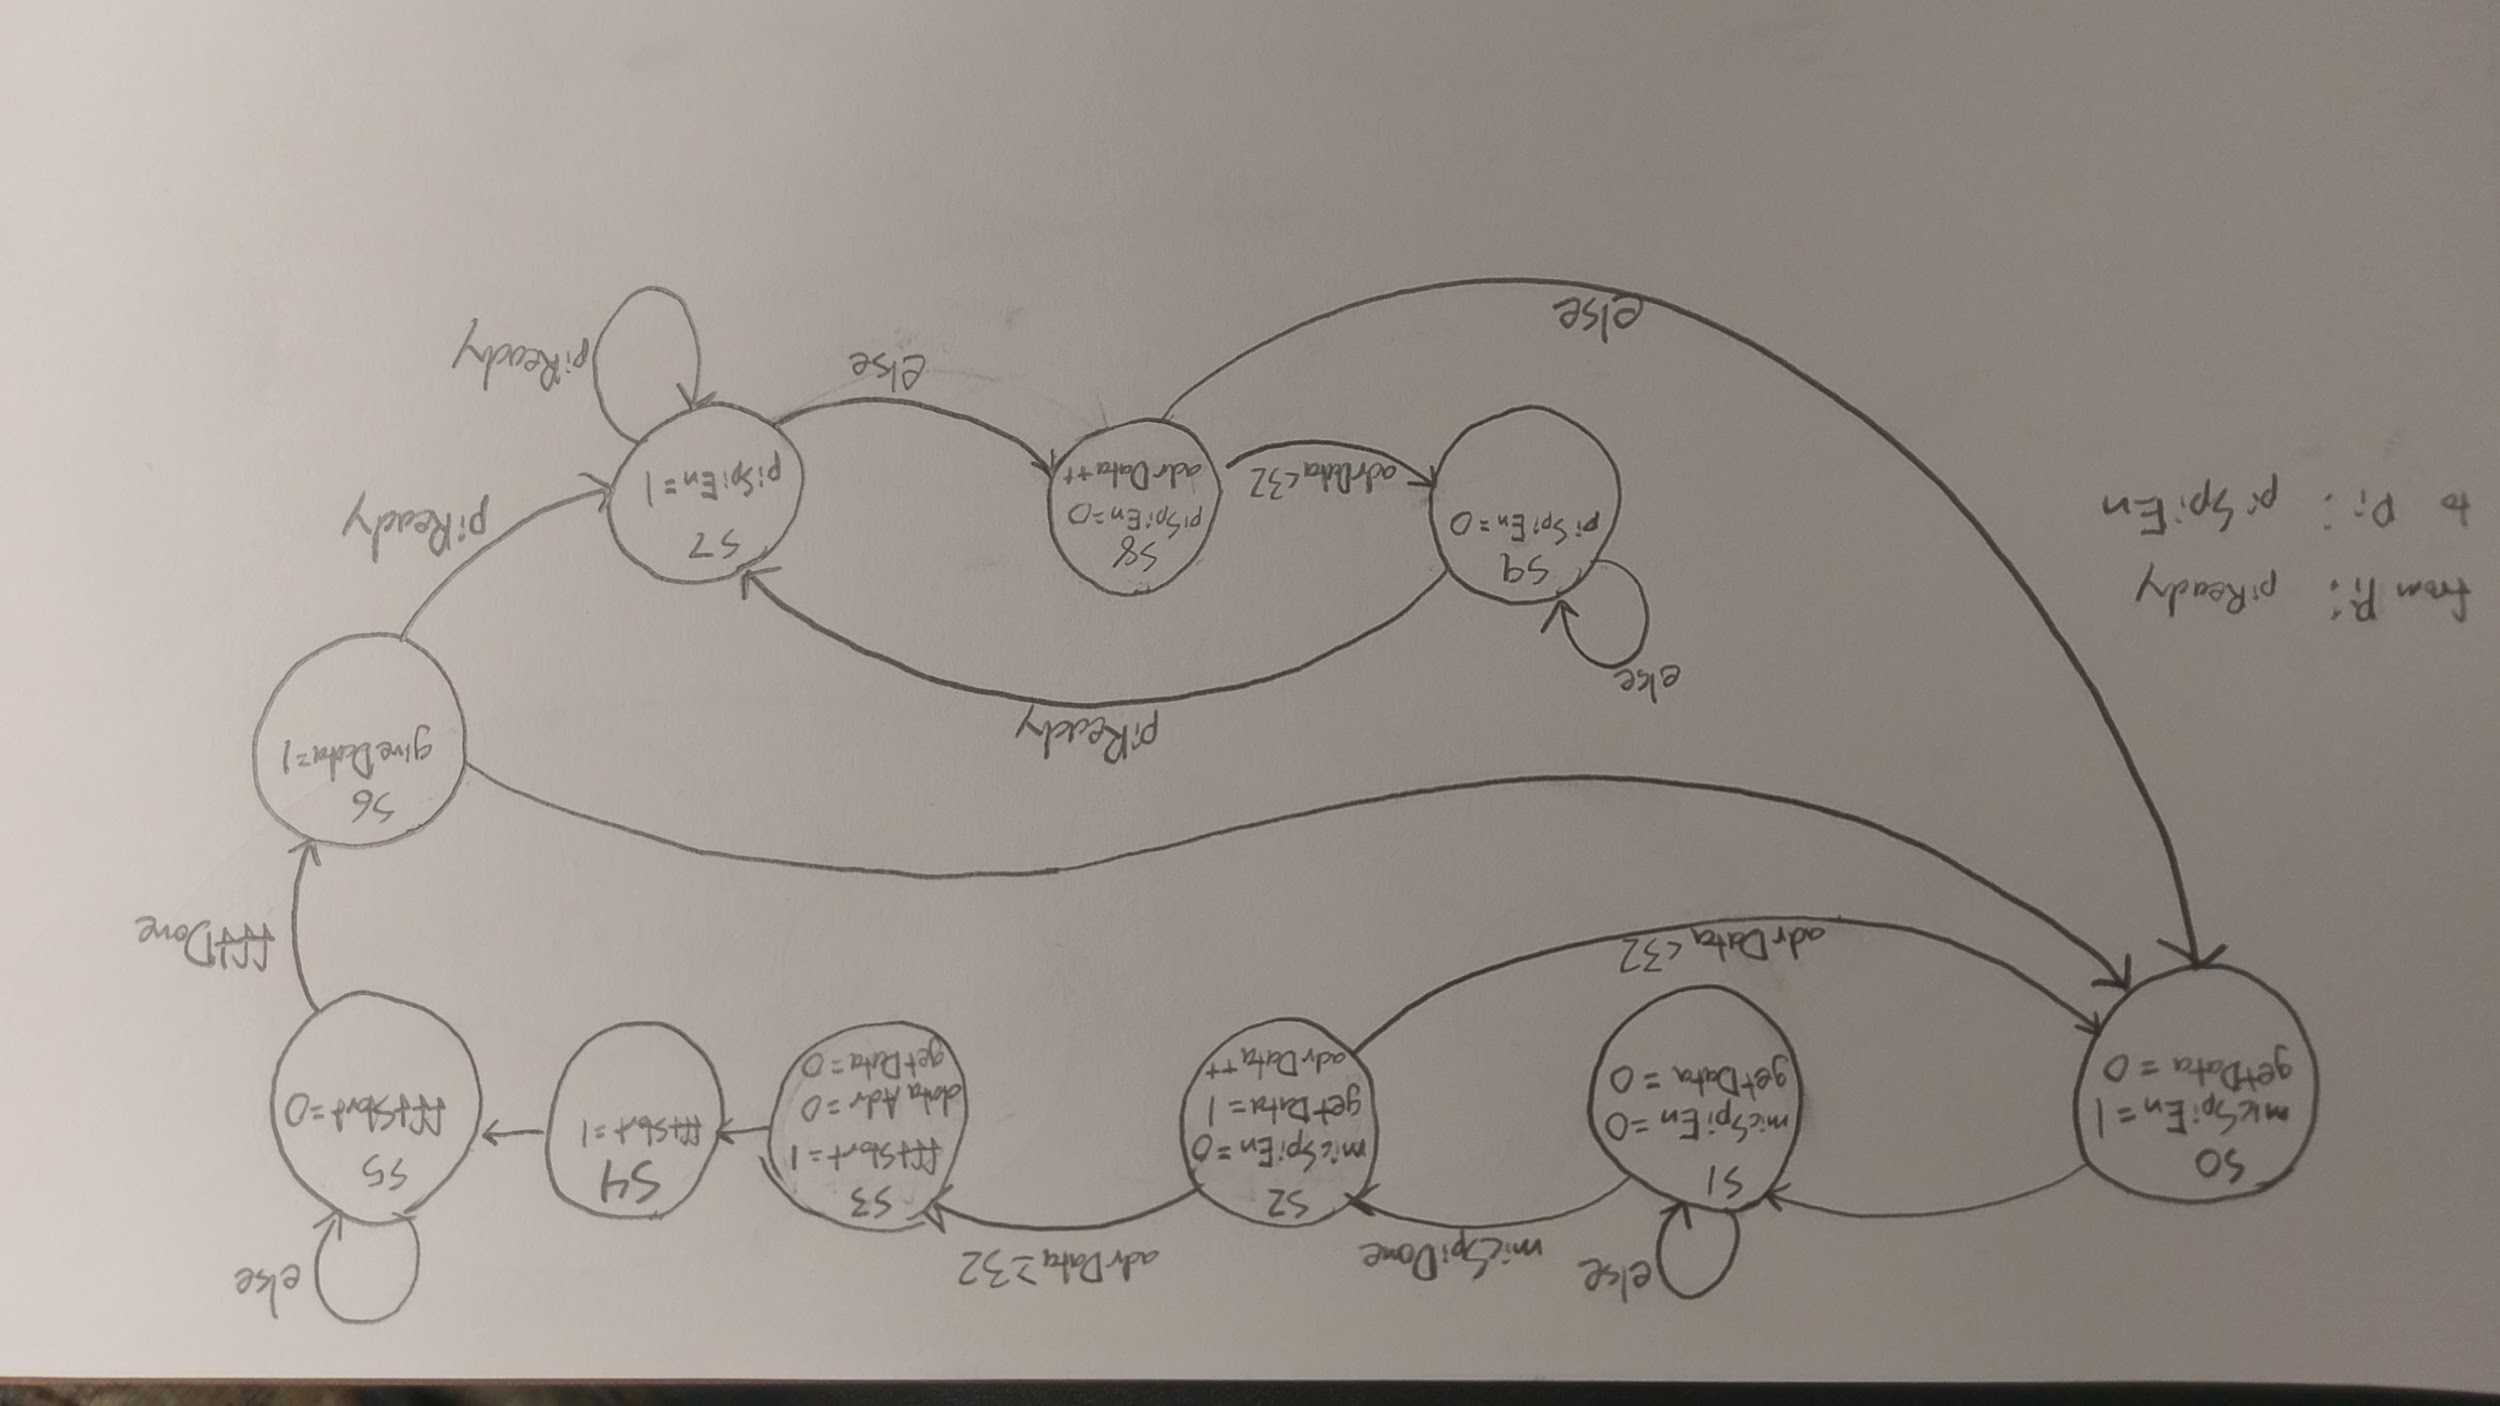 S0
micSpiEn = 1
getData = 0
S1
micSpiEn = 0
getData = 0
else
micSpiDone
S2
micSpiEn = 0
getData = 1
adrData++
adrData < 32
adrData ≥ 32
S3
fftStart = 1
dataAdr = 0
getData = 0
S4
fftStart = 1
S5
fftStart = 0
else
fftDone
S6
giveData = 1
piReady
S7
piSpiEn = 1
piReady
else
S8
piSpiEn = 0
adrData++
adrData < 32
else
S9
piSpiEn = 0
else
piReady
from Pi: piReady
to Pi: piSpiEn